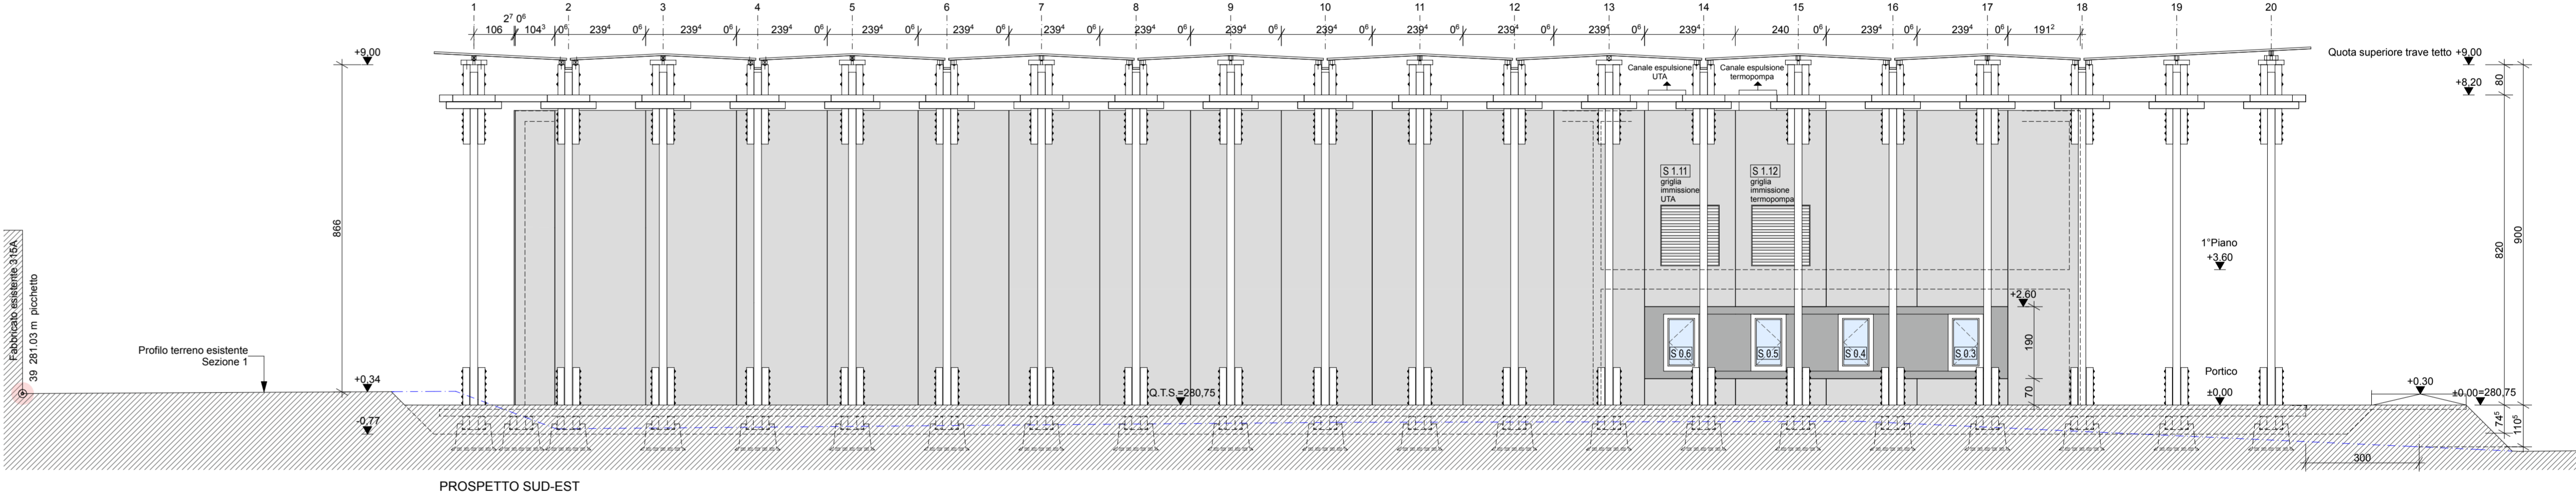 1 2 3 4 5 6 7 8 9 10 11 12 13 14 15 16 17 18 19 20
2⁷ 0⁶
106 104³ 0⁶ 239⁴ 0⁶ 239⁴ 0⁶ 239⁴ 0⁶ 239⁴ 0⁶ 239⁴ 0⁶ 239⁴ 0⁶ 239⁴ 0⁶ 239⁴ 0⁶ 239⁴ 0⁶ 239⁴ 0⁶ 239⁴ 0⁶ 239⁴ 0⁶ 239⁴ 240 0⁶ 239⁴ 0⁶ 239⁴ 0⁶ 191²
+9,00
Quota superiore trave tetto +9,00
+8,20
80
Canale espulsione
UTA
Canale espulsione
termopompa
S 1.11
griglia
immissione
UTA
S 1.12
griglia
immissione
termopompa
866
820
900
1°Piano
+3,60
Fabbricato esistente 315A
39 281.03 m picchetto
Profilo terreno esistente
Sezione 1
+0,34
-0,77
+2,60
190
70
S 0.6
S 0.5
S 0.4
S 0.3
Q.T.S.=280,75
Portico
±0,00
+0,30
±0,00=280,75
74⁵
110⁵
300
PROSPETTO SUD-EST